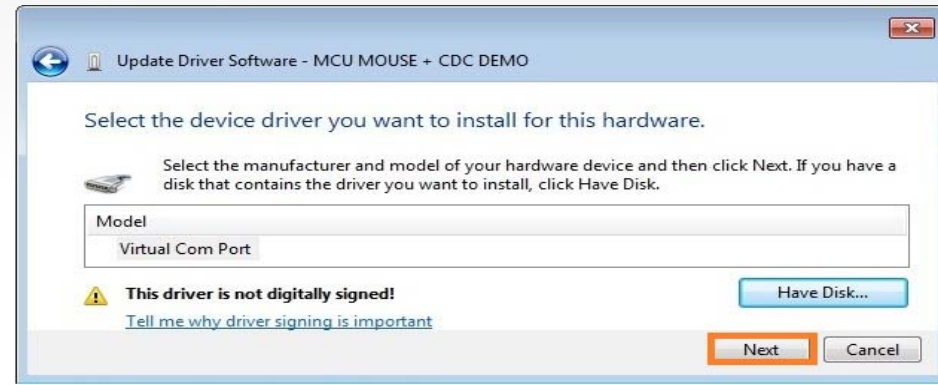 Update Driver Software - MCU MOUSE + CDC DEMO
Select the device driver you want to install for this hardware.
Select the manufacturer and model of your hardware device and then click Next. If you have a
disk that contains the driver you want to install, click Have Disk.
Model
Virtual Com Port
This driver is not digitally signed!
Have Disk...
Tell me why driver signing is important
Next
Cancel